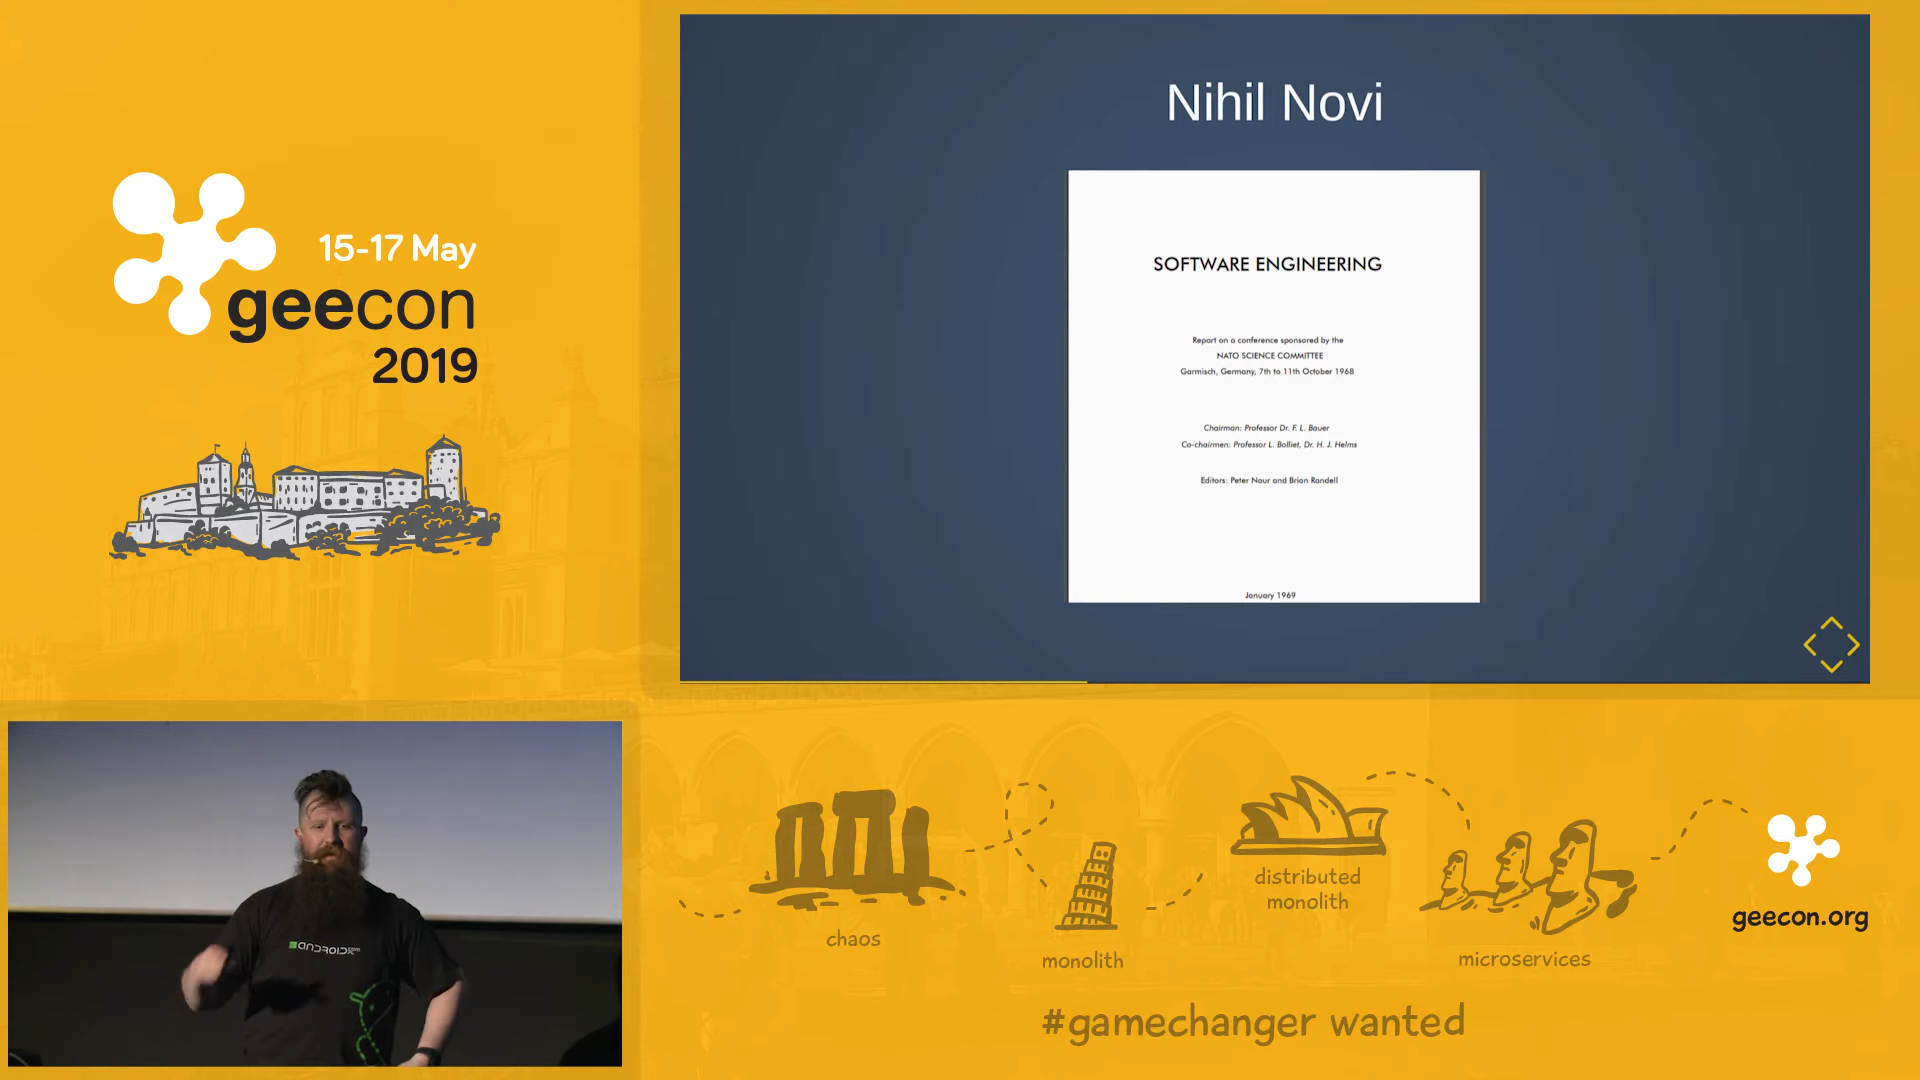 15-17 May
geecon
2019
Nihil Novi
SOFTWARE ENGINEERING
Report on a conference sponsored by the
NATO SCIENCE COMMITTEE
Garmisch, Germany, 7th to 11th October 1968
Chairman: Professor Dr. F. L. Bauer
Co-chairmen: Professor L. Bolliet, Dr. H. J. Helms
Editors: Peter Naur and Brian Randell
January 1969
ANDROID
chaos
monolith
distributed
monolith
microservices
geecon.org
#gamechanger wanted